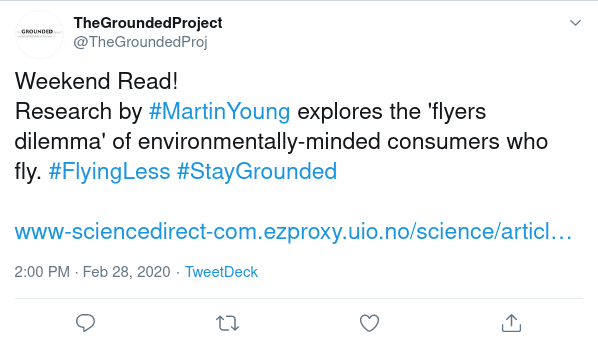 GROUNDED
TheGroundedProject
@TheGroundedProj
Weekend Read!
Research by #MartinYoung explores the 'flyers
dilemma' of environmentally-minded consumers who
fly. #FlyingLess #StayGrounded
www-sciencedirect-com.ezproxy.uio.no/science/articl…
2:00 PM · Feb 28, 2020 · TweetDeck